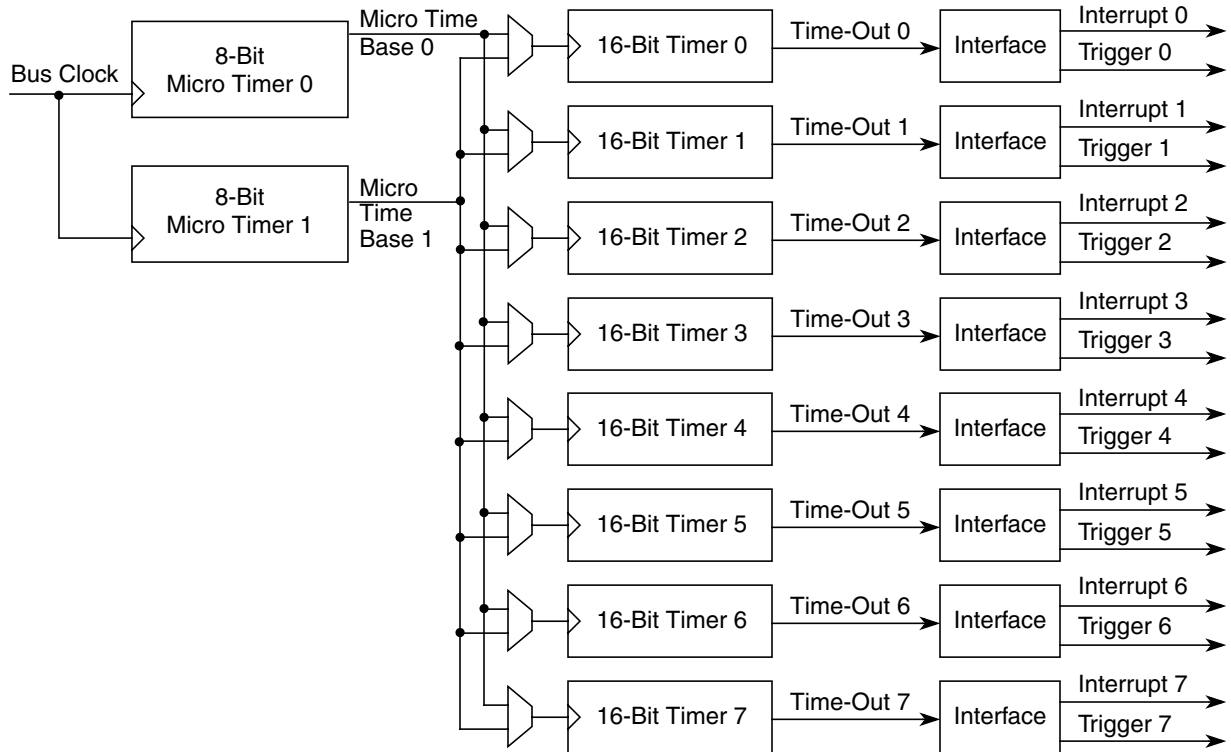 Bus Clock
8-Bit
Micro Timer 0
Micro Time
Base 0
8-Bit
Micro Timer 1
Micro
Time
Base 1
16-Bit Timer 0
Time-Out 0
Interface
Interrupt 0
Trigger 0
16-Bit Timer 1
Time-Out 1
Interface
Interrupt 1
Trigger 1
16-Bit Timer 2
Time-Out 2
Interface
Interrupt 2
Trigger 2
16-Bit Timer 3
Time-Out 3
Interface
Interrupt 3
Trigger 3
16-Bit Timer 4
Time-Out 4
Interface
Interrupt 4
Trigger 4
16-Bit Timer 5
Time-Out 5
Interface
Interrupt 5
Trigger 5
16-Bit Timer 6
Time-Out 6
Interface
Interrupt 6
Trigger 6
16-Bit Timer 7
Time-Out 7
Interface
Interrupt 7
Trigger 7